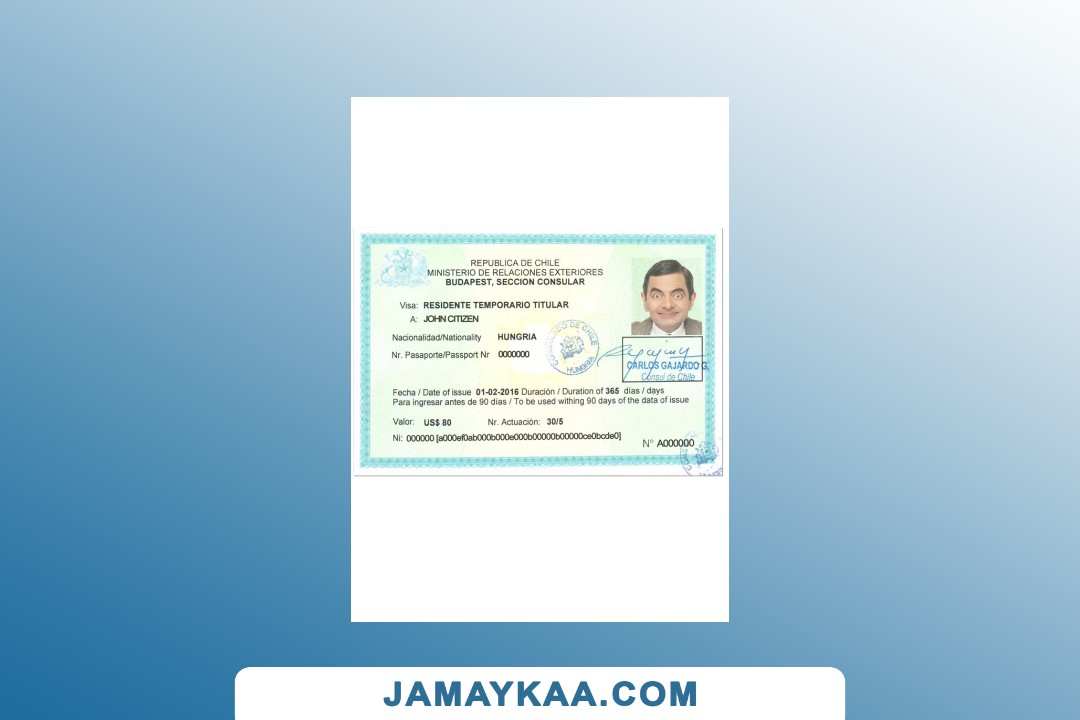 REPUBLICA DE CHILE
MINISTERIO DE RELACIONES EXTERIORES
BUDAPEST, SECCION CONSULAR
Visa: RESIDENTE TEMPORARIO TITULAR
A: JOHN CITIZEN
Nacionalidad/Nationality HUNGRIA
Nr. Pasaporte/Passport Nr 0000000
CONSULADO DE CHILE
HUNGRIA
CARLOS GAJARDO G.
Consul de Chile
Fecha / Date of issue 01-02-2016 Duración / Duration of 365 días / days
Para ingresar antes de 90 días / To be used withing 90 days of the data of issue
Valor: US$ 80 Nr. Actuación: 30/5
Ni: 000000 [a000ef0ab000b000e000b00000b00000ce0bcde0]
N° A000000
JAMAYKAA.COM